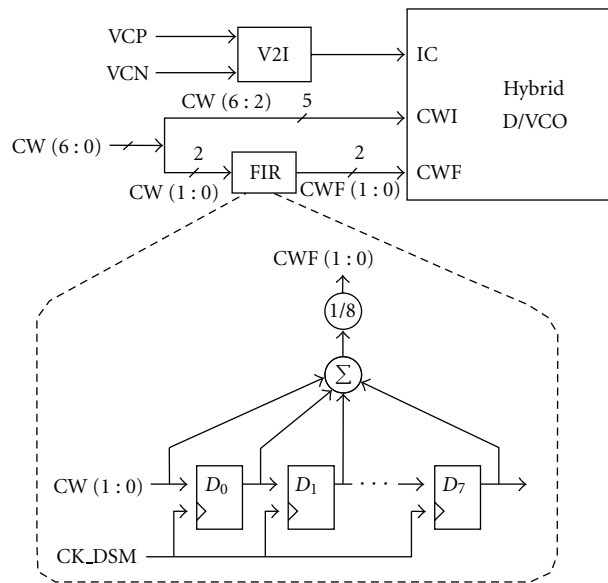 VCP
VCN
V2I
IC
Hybrid
D/VCO
CW (6 : 2)
5
CWI
CW (6 : 0)
2
CW (1 : 0)
FIR
2
CWF (1 : 0)
CWF
CWF (1 : 0)
1/8
Σ
CW (1 : 0)
D0
D1
· · ·
D7
CK_DSM